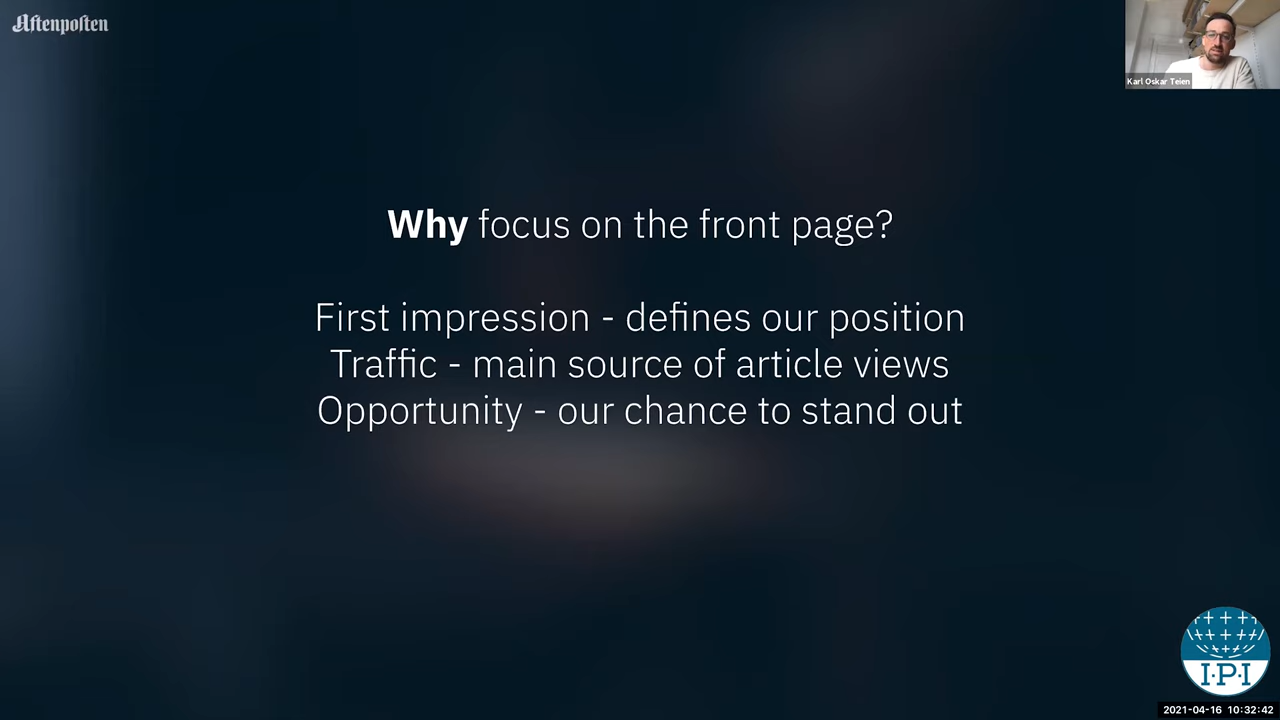 Aftenposten
Karl Oskar Teien
Why focus on the front page?
First impression - defines our position
Traffic - main source of article views
Opportunity - our chance to stand out
I·P·I
2021-04-16 10:32:42